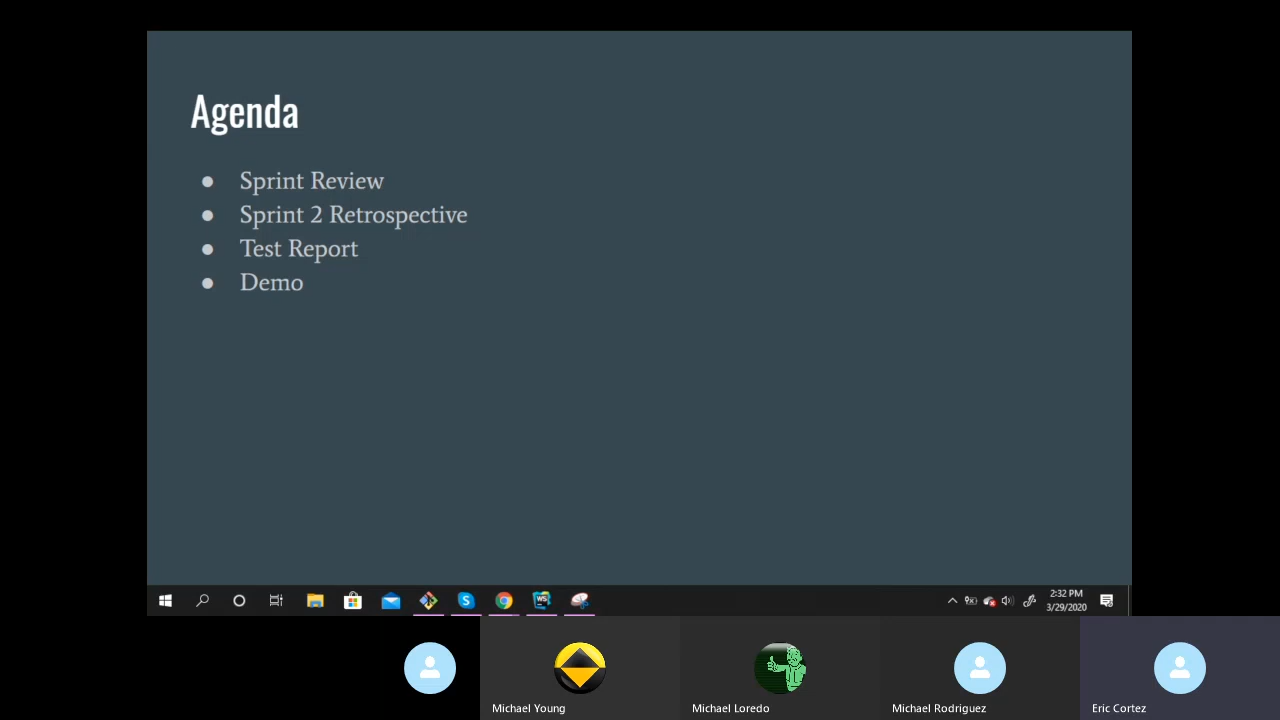 Agenda
● Sprint Review
● Sprint 2 Retrospective
● Test Report
● Demo
WS
2:32 PM
3/29/2020
Michael Young
Michael Loredo
Michael Rodriguez
Eric Cortez